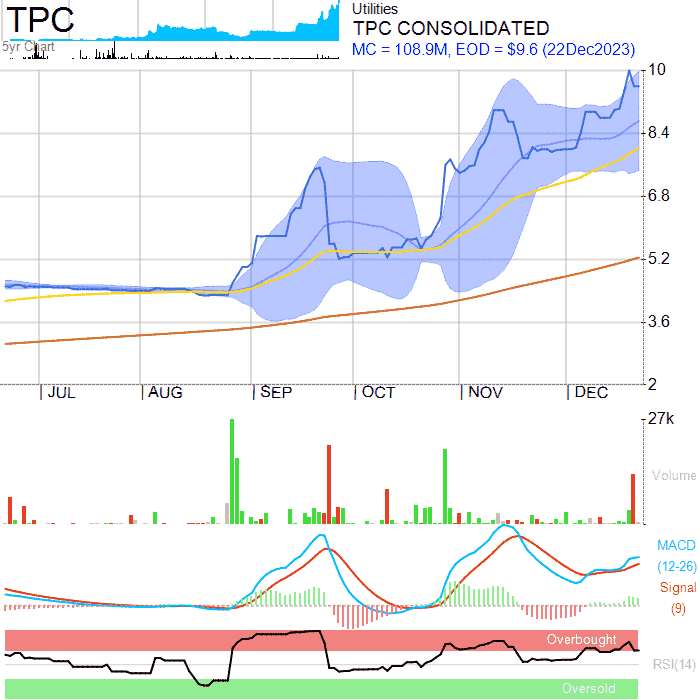 TPC
5yr Chart
Utilities
TPC CONSOLIDATED
MC = 108.9M, EOD = $9.6 (22Dec2023)
10
8.4
6.8
5.2
3.6
2
JUL AUG SEP OCT NOV DEC
27k
Volume
MACD
(12-26)
Signal
(9)
Overbought
RSI(14)
Oversold